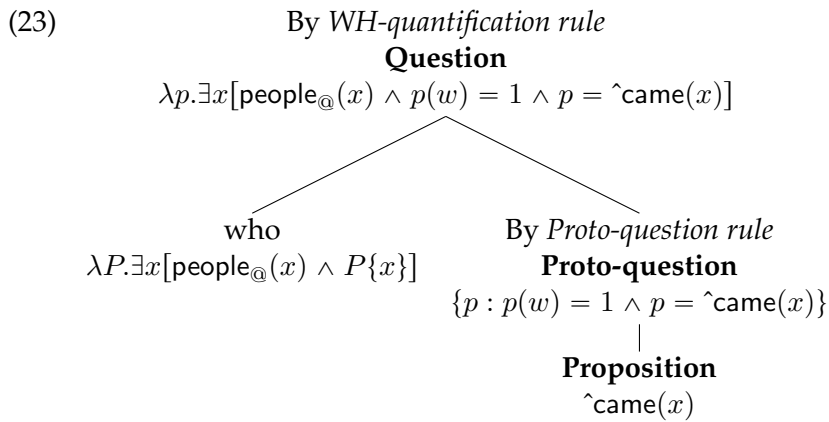 (23) By WH-quantification rule
Question
λp.∃x[people@(x) ∧ p(w) = 1 ∧ p = ˆcame(x)]
who By Proto-question rule
λP.∃x[people@(x) ∧ P{x}] Proto-question
{p : p(w) = 1 ∧ p = ˆcame(x)}
Proposition
ˆcame(x)